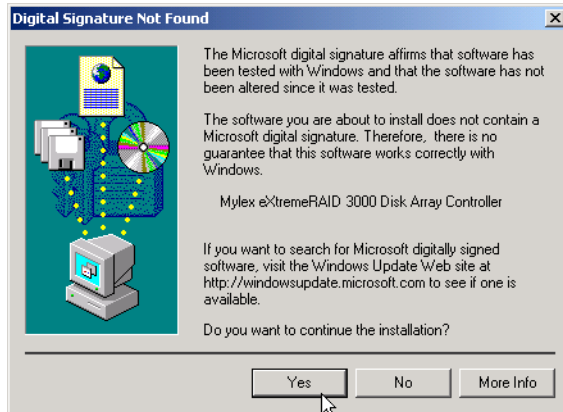 Digital Signature Not Found
The Microsoft digital signature affirms that software has
been tested with Windows and that the software has not
been altered since it was tested.
The software you are about to install does not contain a
Microsoft digital signature. Therefore, there is no
guarantee that this software works correctly with
Windows.
Mylex eXtremeRAID 3000 Disk Array Controller
If you want to search for Microsoft digitally signed
software, visit the Windows Update Web site at
http://windowsupdate.microsoft.com to see if one is
available.
Do you want to continue the installation?
Yes No More Info